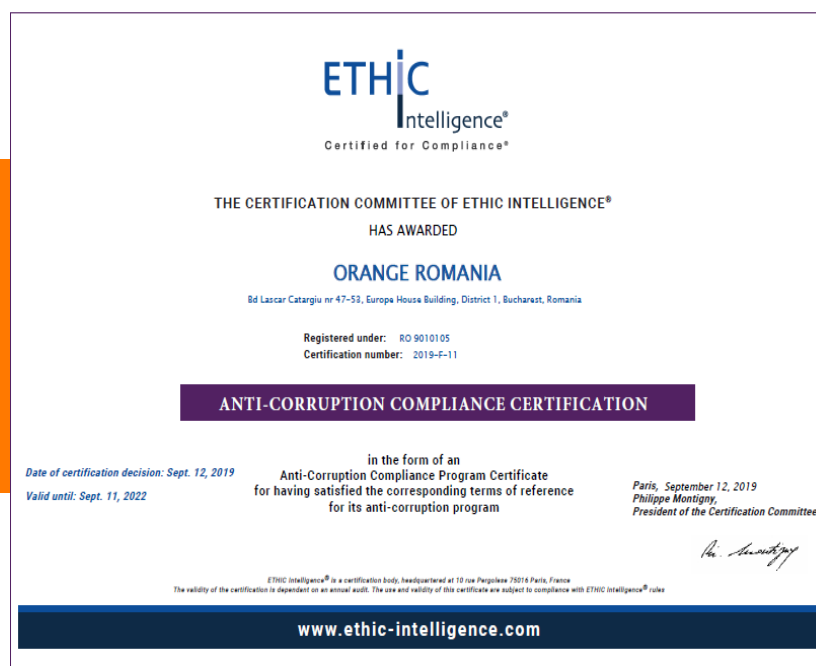 ETHiC
Intelligence®
Certified for Compliance®
THE CERTIFICATION COMMITTEE OF ETHIC INTELLIGENCE®
HAS AWARDED
ORANGE ROMANIA
Bd Lascar Catargiu nr 47-53, Europe House Building, District 1, Bucharest, Romania
Registered under: RO 9010105
Certification number: 2019-F-11
ANTI-CORRUPTION COMPLIANCE CERTIFICATION
Date of certification decision: Sept. 12, 2019
Valid until: Sept. 11, 2022
in the form of an
Anti-Corruption Compliance Program Certificate
for having satisfied the corresponding terms of reference
for its anti-corruption program
Paris, September 12, 2019
Philippe Montigny,
President of the Certification Committee
ETHIC Intelligence® is a certification body, headquartered at 10 rue Pergolese 75016 Paris, France
The validity of the certification is dependant on an annual audit. The use and validity of this certificate are subject to compliance with ETHIC Intelligence® rules
www.ethic-intelligence.com